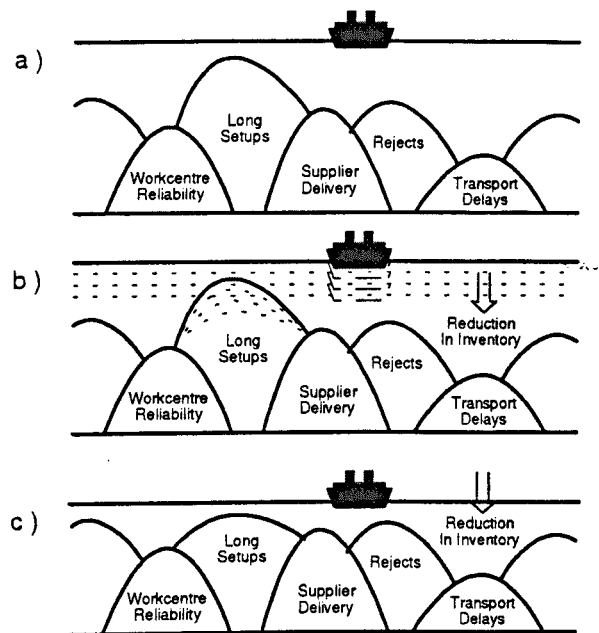 a)
Long
Setups
Rejects
Workcentre
Reliability
Supplier
Delivery
Transport
Delays
b)
Reduction
In Inventory
Long
Setups
Rejects
Workcentre
Reliability
Supplier
Delivery
Transport
Delays
c)
Reduction
In Inventory
Long
Setups
Rejects
Workcentre
Reliability
Supplier
Delivery
Transport
Delays